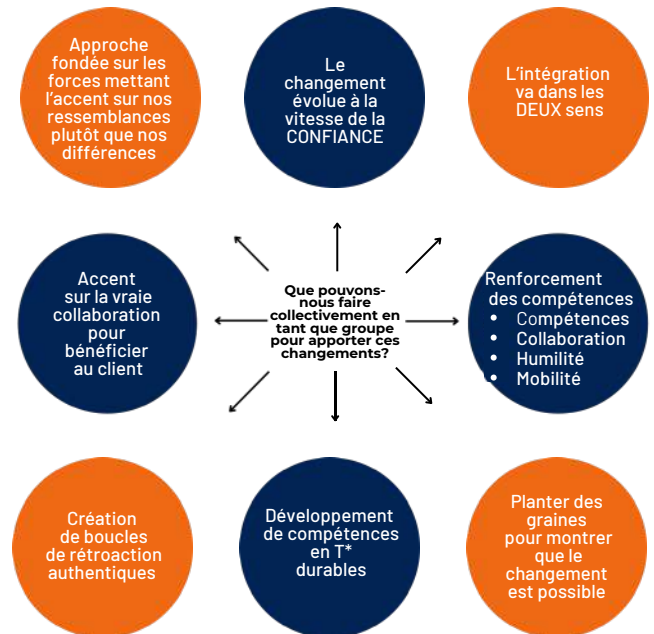 Approche
fondée sur les
forces mettant
l'accent sur nos
ressemblances
plutôt que nos
différences
Le
changement
évolue à la
vitesse de la
CONFIANCE
L'intégration
va dans les
DEUX sens
Accent
sur la vraie
collaboration
pour
bénéficier
au client
Que pouvons-
nous faire
collectivement en
tant que groupe
pour apporter ces
changements?
Renforcement
des compétences
• Compétences
• Collaboration
• Humilité
• Mobilité
Création
de boucles
de rétroaction
authentiques
Développement
de compétences
en T*
durables
Planter des
graines
pour montrer
que le
changement
est possible